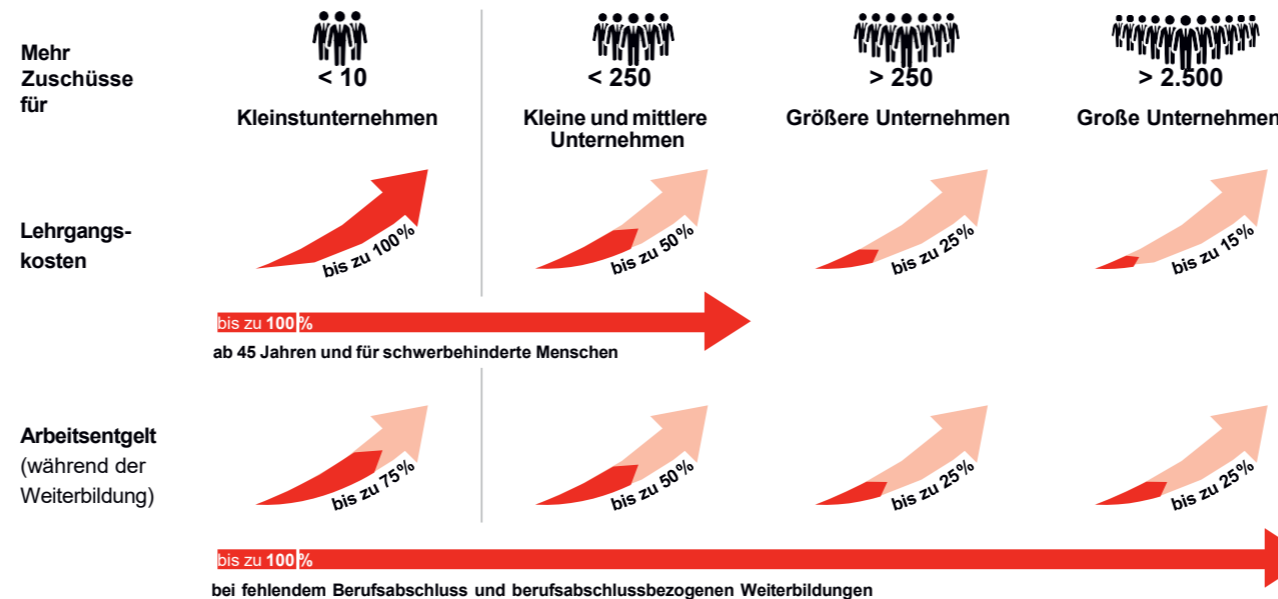 Mehr
Zuschüsse
für
< 10
< 250
> 250
> 2.500
Kleinstunternehmen
Kleine und mittlere
Unternehmen
Größere Unternehmen
Große Unternehmen
Lehrgangs-
kosten
bis zu 100 %
bis zu 50 %
bis zu 25 %
bis zu 15 %
bis zu 100 %
ab 45 Jahren und für schwerbehinderte Menschen
Arbeitsentgelt
(während der
Weiterbildung)
bis zu 75 %
bis zu 50 %
bis zu 25 %
bis zu 25 %
bis zu 100 %
bei fehlendem Berufsabschluss und berufsabschlussbezogenen Weiterbildungen